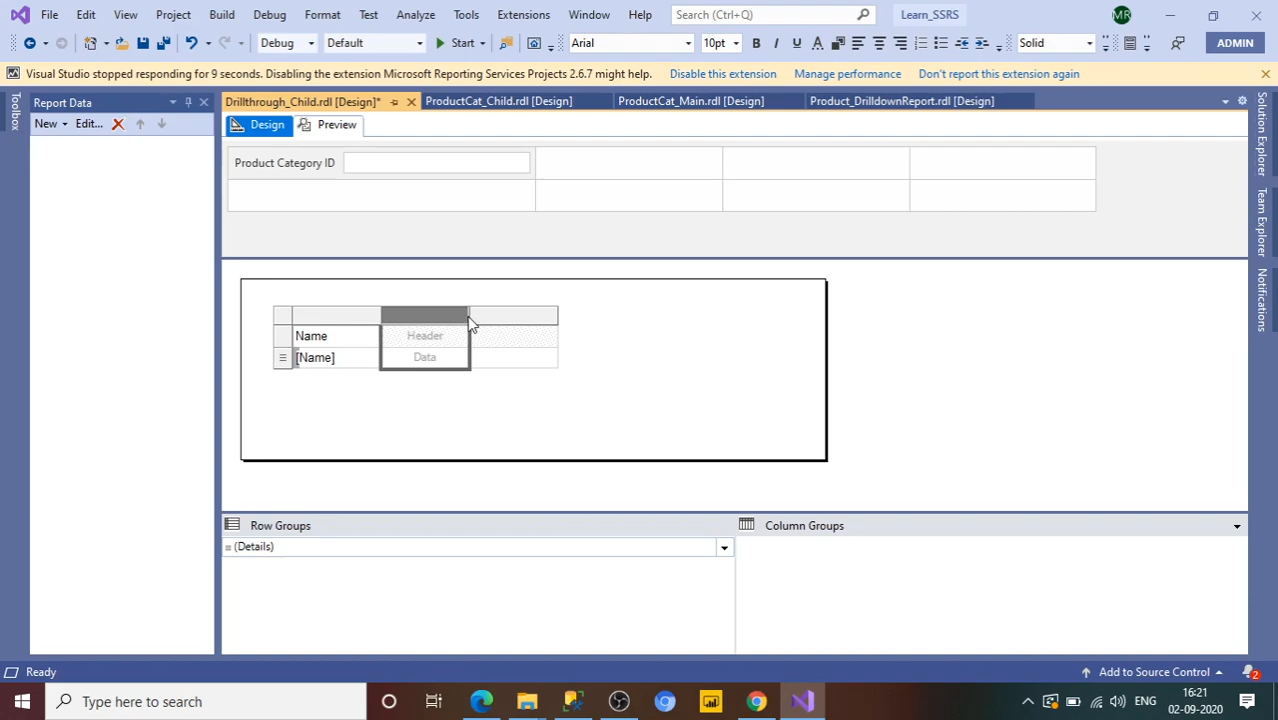 File Edit View Project Build Debug Format Test Analyze Tools Extensions Window Help Search (Ctrl+Q) Learn_SSRS MR
Debug Default Start Arial 10pt B I U A Solid ADMIN
Visual Studio stopped responding for 9 seconds. Disabling the extension Microsoft Reporting Services Projects 2.6.7 might help. Disable this extension Manage performance Don't report this extension again
Toolbox
Report Data
Drillthrough_Child.rdl [Design]* ProductCat_Child.rdl [Design] ProductCat_Main.rdl [Design] Product_DrilldownReport.rdl [Design]
New Edit...
Design Preview
Product Category ID
Name Header
[Name] Data
Row Groups
Column Groups
(Details)
Solution Explorer
Team Explorer
Notifications
Ready
Add to Source Control 2
Type here to search
ENG
16:21
02-09-2020